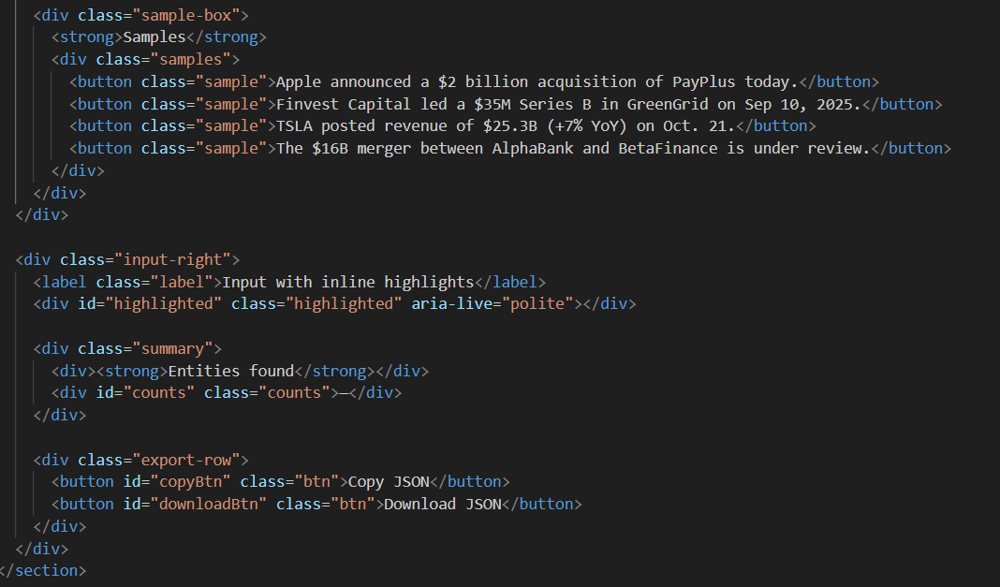 <div class="sample-box">
<strong>Samples</strong>
<div class="samples">
<button class="sample">Apple announced a $2 billion acquisition of PayPlus today.</button>
<button class="sample">Finvest Capital led a $35M Series B in GreenGrid on Sep 10, 2025.</button>
<button class="sample">TSLA posted revenue of $25.3B (+7% YoY) on Oct. 21.</button>
<button class="sample">The $16B merger between AlphaBank and BetaFinance is under review.</button>
</div>
</div>
</div>
<div class="input-right">
<label class="label">Input with inline highlights</label>
<div id="highlighted" class="highlighted" aria-live="polite"></div>
<div class="summary">
<div><strong>Entities found</strong></div>
<div id="counts" class="counts">—</div>
</div>
<div class="export-row">
<button id="copyBtn" class="btn">Copy JSON</button>
<button id="downloadBtn" class="btn">Download JSON</button>
</div>
</div>
</section>